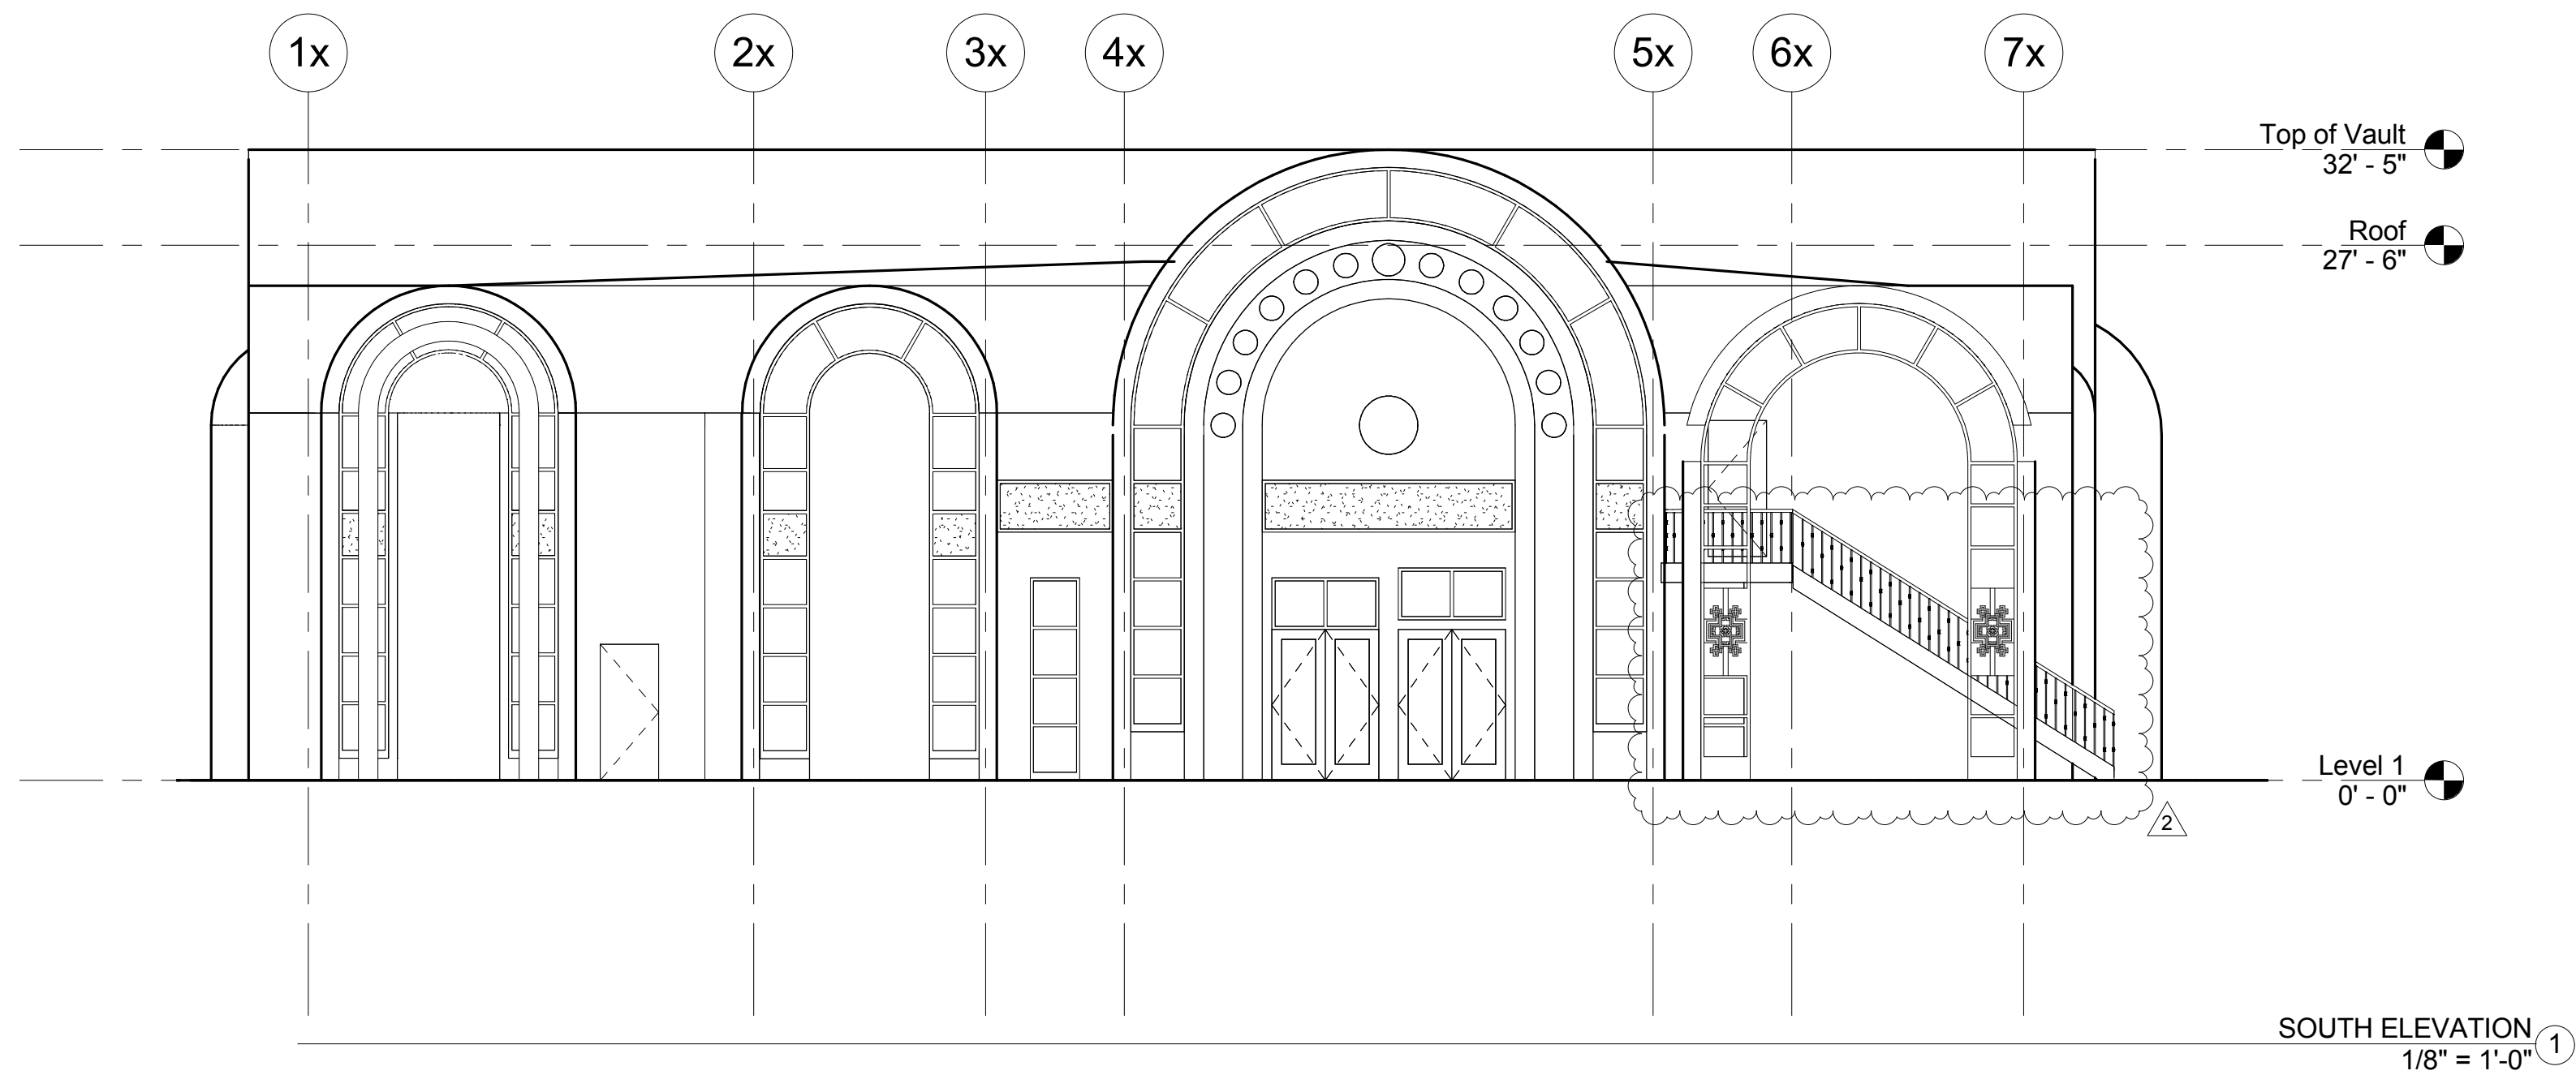 1x 2x 3x 4x 5x 6x 7x
Top of Vault
32' - 5"
Roof
27' - 6"
Level 1
0' - 0"
2
SOUTH ELEVATION
1/8" = 1'-0"
1